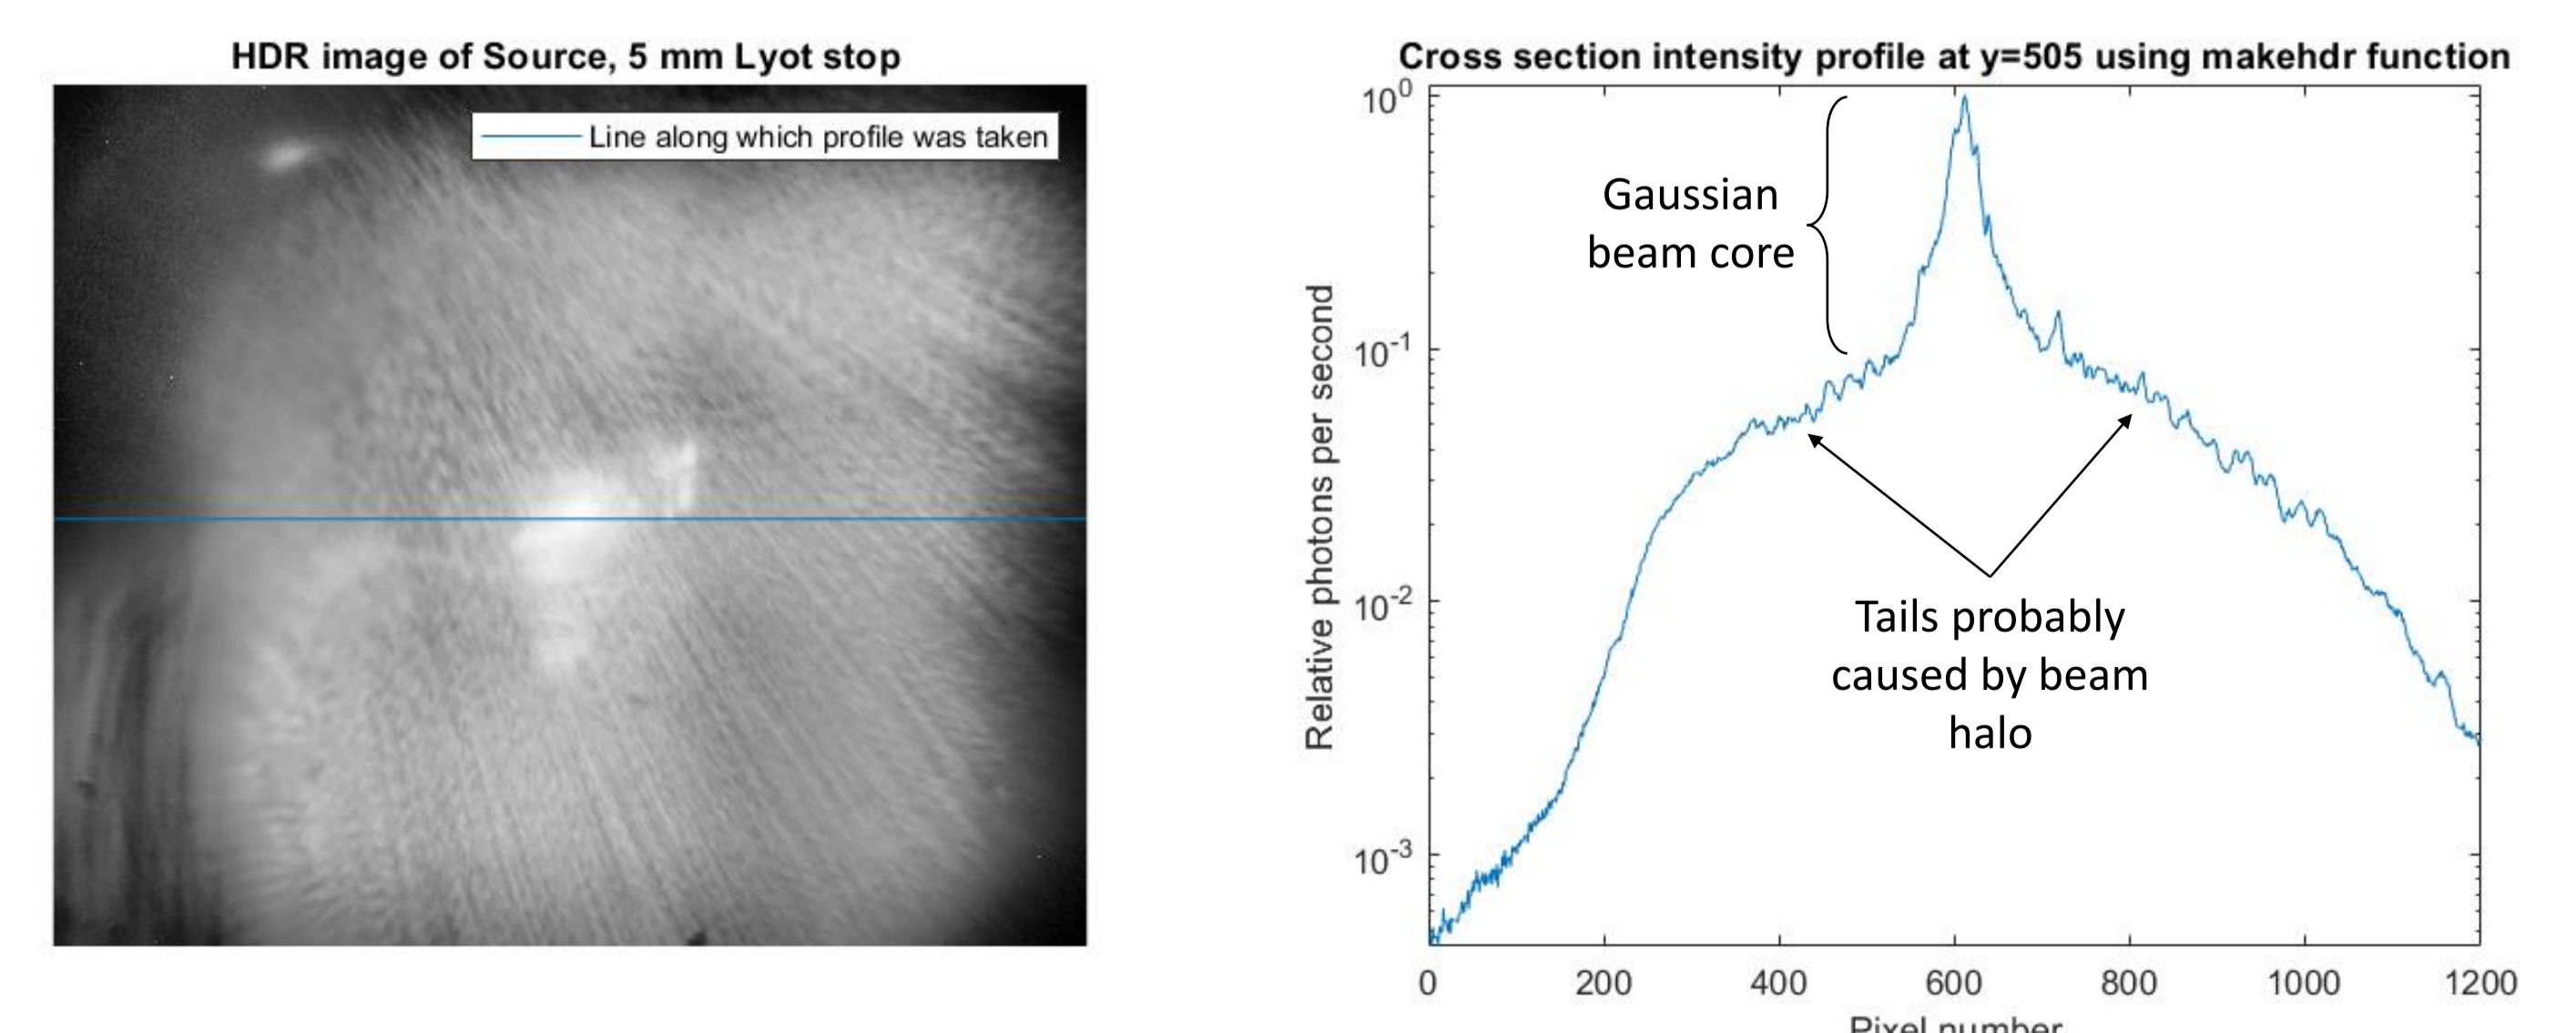 HDR image of Source, 5 mm Lyot stop
Line along which profile was taken
Cross section intensity profile at y=505 using makehdr function
10^0
10^-1
10^-2
10^-3
Relative photons per second
Gaussian
beam core
Tails probably
caused by beam
halo
0 200 400 600 800 1000 1200
Pixel number